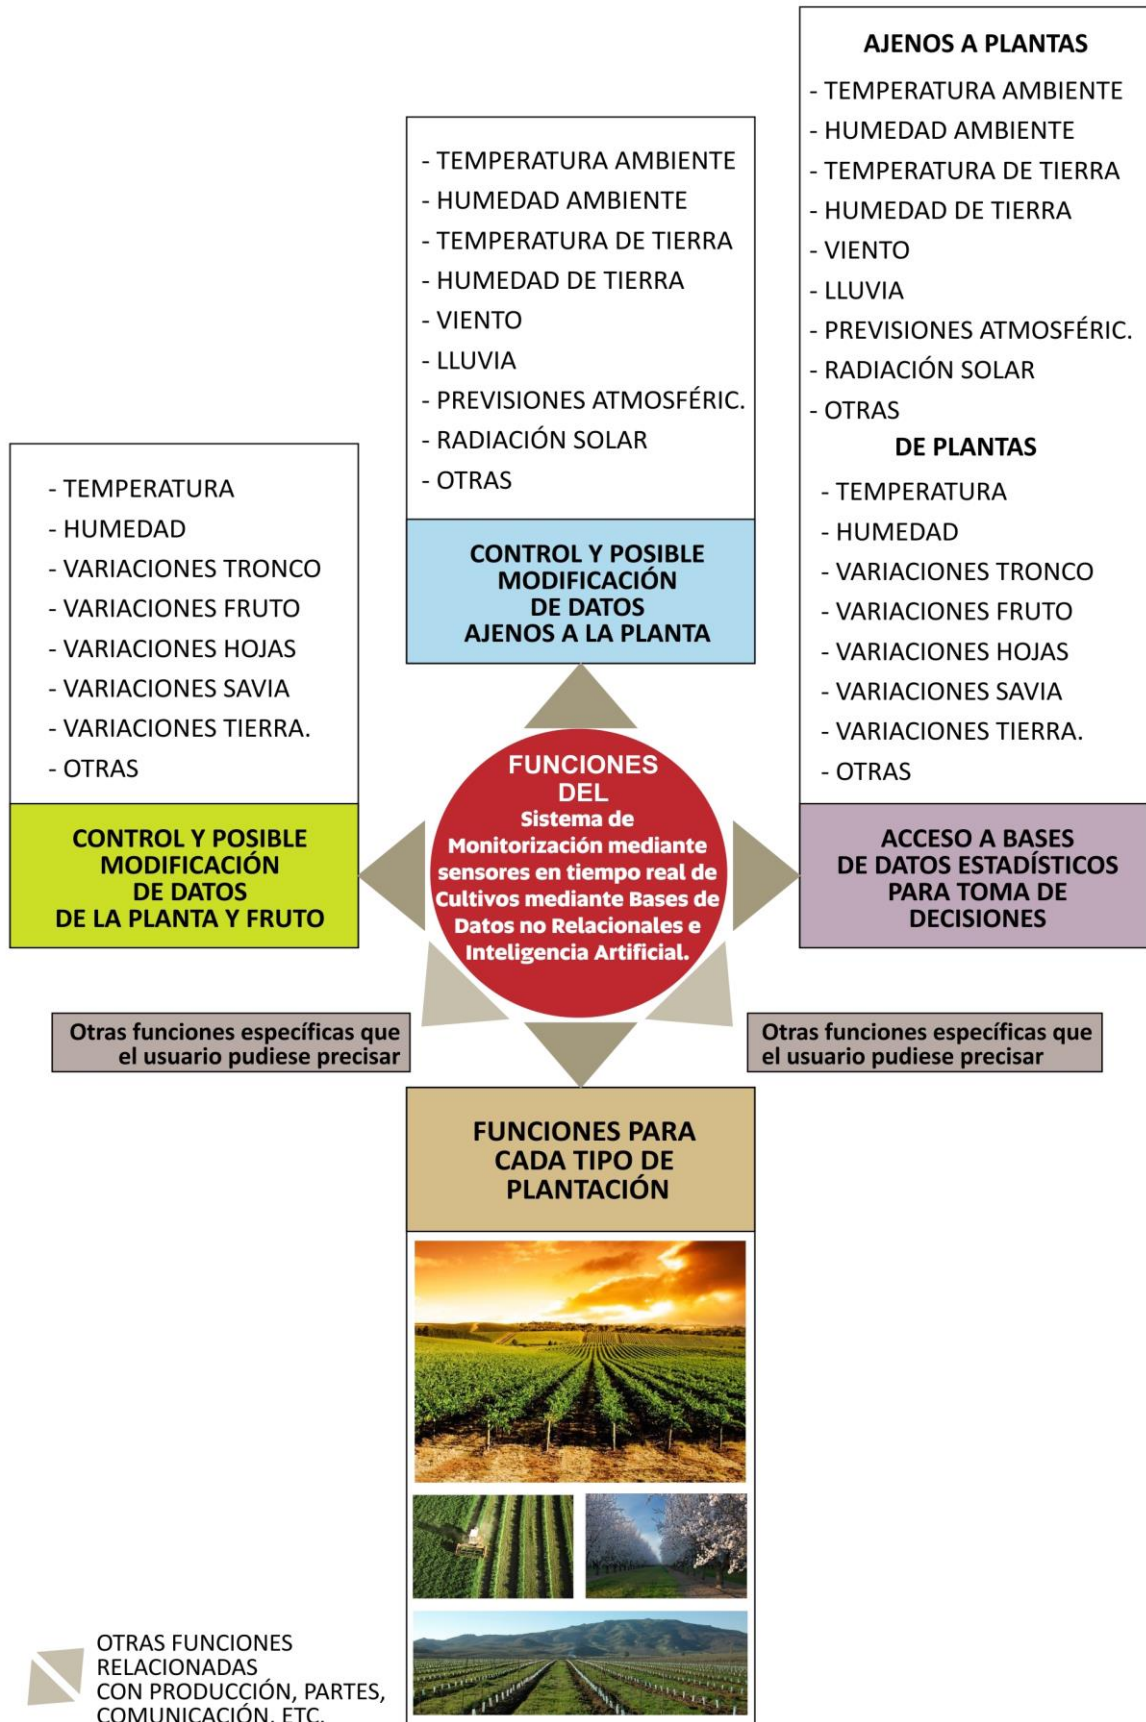 AJENOS A PLANTAS
- TEMPERATURA AMBIENTE
- HUMEDAD AMBIENTE
- TEMPERATURA DE TIERRA
- HUMEDAD DE TIERRA
- VIENTO
- LLUVIA
- PREVISIONES ATMOSFÉRIC.
- RADIACIÓN SOLAR
- OTRAS
DE PLANTAS
- TEMPERATURA
- HUMEDAD
- VARIACIONES TRONCO
- VARIACIONES FRUTO
- VARIACIONES HOJAS
- VARIACIONES SAVIA
- VARIACIONES TIERRA.
- OTRAS
ACCESO A BASES
DE DATOS ESTADÍSTICOS
PARA TOMA DE
DECISIONES
- TEMPERATURA AMBIENTE
- HUMEDAD AMBIENTE
- TEMPERATURA DE TIERRA
- HUMEDAD DE TIERRA
- VIENTO
- LLUVIA
- PREVISIONES ATMOSFÉRIC.
- RADIACIÓN SOLAR
- OTRAS
CONTROL Y POSIBLE
MODIFICACIÓN
DE DATOS
AJENOS A LA PLANTA
- TEMPERATURA
- HUMEDAD
- VARIACIONES TRONCO
- VARIACIONES FRUTO
- VARIACIONES HOJAS
- VARIACIONES SAVIA
- VARIACIONES TIERRA.
- OTRAS
CONTROL Y POSIBLE
MODIFICACIÓN
DE DATOS
DE LA PLANTA Y FRUTO
FUNCIONES
DEL
Sistema de
Monitorización mediante
sensores en tiempo real de
Cultivos mediante Bases de
Datos no Relacionales e
Inteligencia Artificial.
Otras funciones específicas que
el usuario pudiese precisar
Otras funciones específicas que
el usuario pudiese precisar
FUNCIONES PARA
CADA TIPO DE
PLANTACIÓN
OTRAS FUNCIONES
RELACIONADAS
CON PRODUCCIÓN, PARTES,
COMUNICACIÓN, ETC.